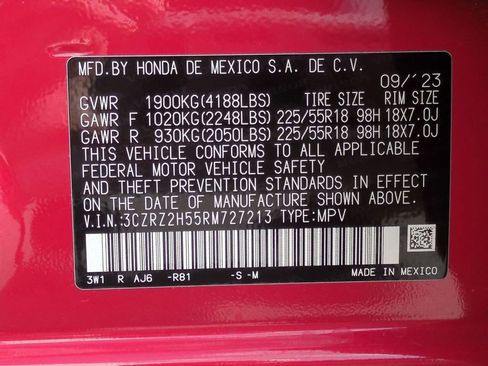 MFD.BY HONDA DE MEXICO S.A. DE C.V.
09/'23
GVWR 1900KG(4188LBS) TIRE SIZE RIM SIZE
GAWR F 1020KG(2248LBS) 225/55R18 98H 18X7.0J
GAWR R 930KG(2050LBS) 225/55R18 98H 18X7.0J
THIS VEHICLE CONFORMS TO ALL APPLICABLE
FEDERAL MOTOR VEHICLE SAFETY
AND THEFT PREVENTION STANDARDS IN EFFECT
ON THE DATE OF MANUFACTURE SHOWN ABOVE.
V.I.N.:3CZRZ2H55RM727213 TYPE:MPV
3W1 R AJ6 -R81 -S -M MADE IN MEXICO